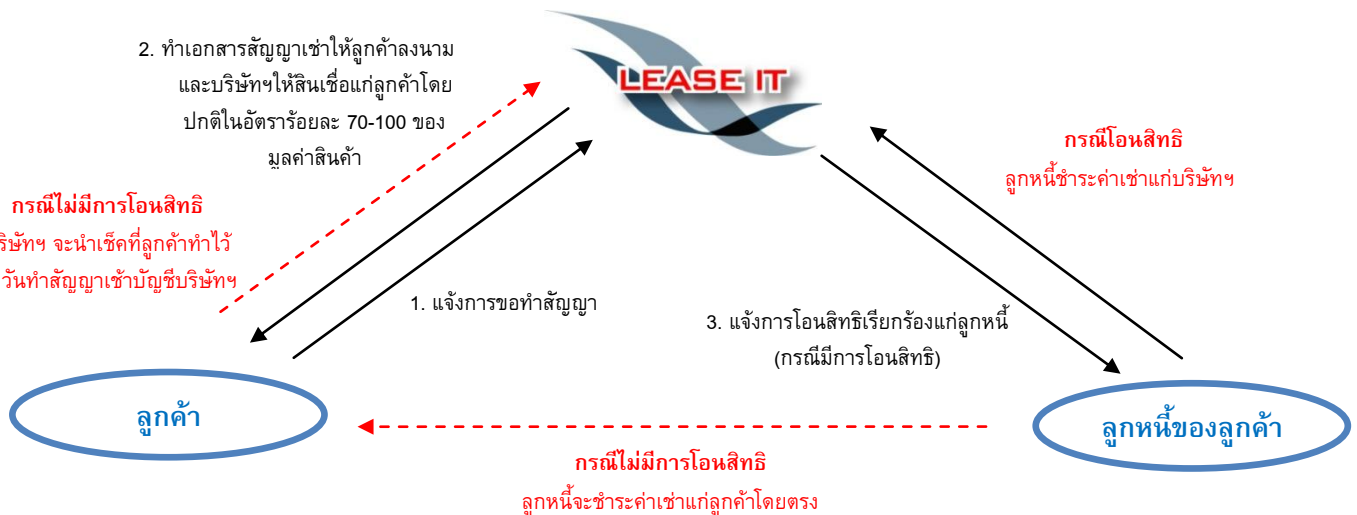 2. ทำเอกสารสัญญาเช่าให้ลูกค้าลงนาม
และบริษัทฯให้สินเชื่อแก่ลูกค้าโดย
ปกติในอัตราร้อยละ 70-100 ของ
มูลค่าสินค้า
LEASE IT
กรณีโอนสิทธิ
ลูกหนี้ชำระค่าเช่าแก่บริษัทฯ
กรณีไม่มีการโอนสิทธิ
ริษัทฯ จะนำเช็คที่ลูกค้าทำไว้
วันทำสัญญาเช้าบัญชีบริษัทฯ
1. แจ้งการขอทำสัญญา
3. แจ้งการโอนสิทธิเรียกร้องแก่ลูกหนี้
(กรณีมีการโอนสิทธิ)
ลูกค้า
ลูกหนี้ของลูกค้า
กรณีไม่มีการโอนสิทธิ
ลูกหนี้จะชำระค่าเช่าแก่ลูกค้าโดยตรง